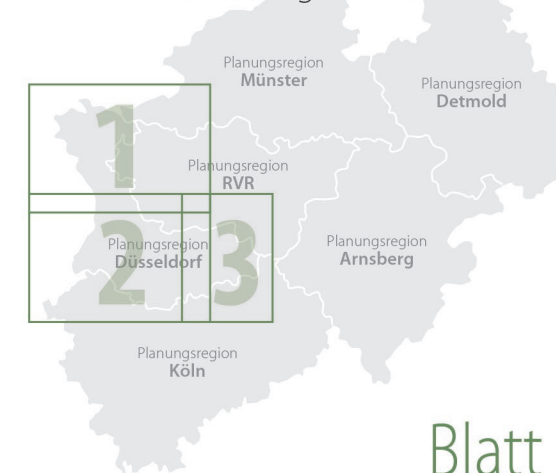 Planungsregion
Münster
Planungsregion
Detmold
1
Planungsregion
RVR
Planungsregion
Düsseldorf
2
3
Planungsregion
Arnsberg
Planungsregion
Köln
Blatt